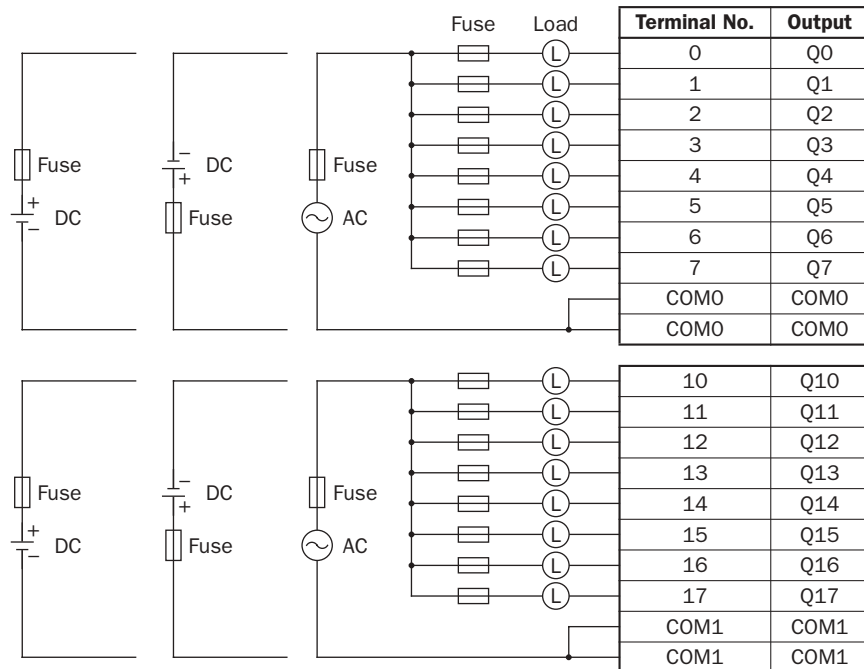 Fuse Load Terminal No. Output
L 0 Q0
L 1 Q1
L 2 Q2
L 3 Q3
Fuse − + DC Fuse L 4 Q4
+ − DC Fuse AC L 5 Q5
L 6 Q6
L 7 Q7
COM0 COM0
COM0 COM0
L 10 Q10
L 11 Q11
L 12 Q12
L 13 Q13
Fuse − + DC Fuse L 14 Q14
+ − DC Fuse AC L 15 Q15
L 16 Q16
L 17 Q17
COM1 COM1
COM1 COM1